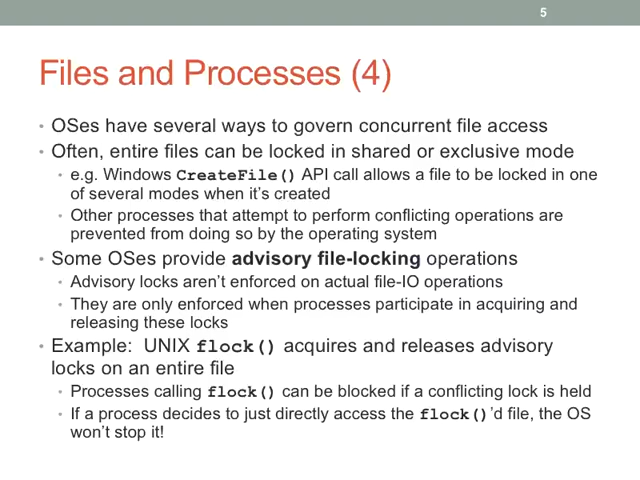 5
Files and Processes (4)
• OSes have several ways to govern concurrent file access
• Often, entire files can be locked in shared or exclusive mode
• e.g. Windows CreateFile() API call allows a file to be locked in one
of several modes when it's created
• Other processes that attempt to perform conflicting operations are
prevented from doing so by the operating system
• Some OSes provide advisory file-locking operations
• Advisory locks aren't enforced on actual file-IO operations
• They are only enforced when processes participate in acquiring and
releasing these locks
• Example: UNIX flock() acquires and releases advisory
locks on an entire file
• Processes calling flock() can be blocked if a conflicting lock is held
• If a process decides to just directly access the flock()'d file, the OS
won't stop it!